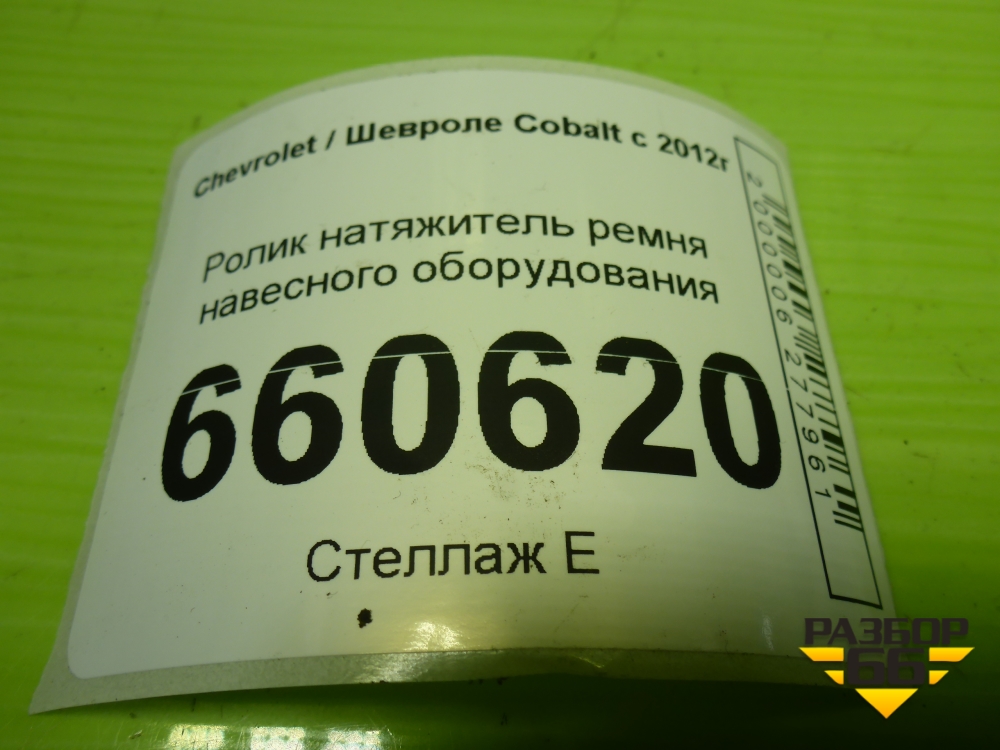 Chevrolet / Шевроле Cobalt с 2012г
Ролик натяжитель ремня
навесного оборудования
660620
Стеллаж Е
2000006277961
РАЗБОР
66